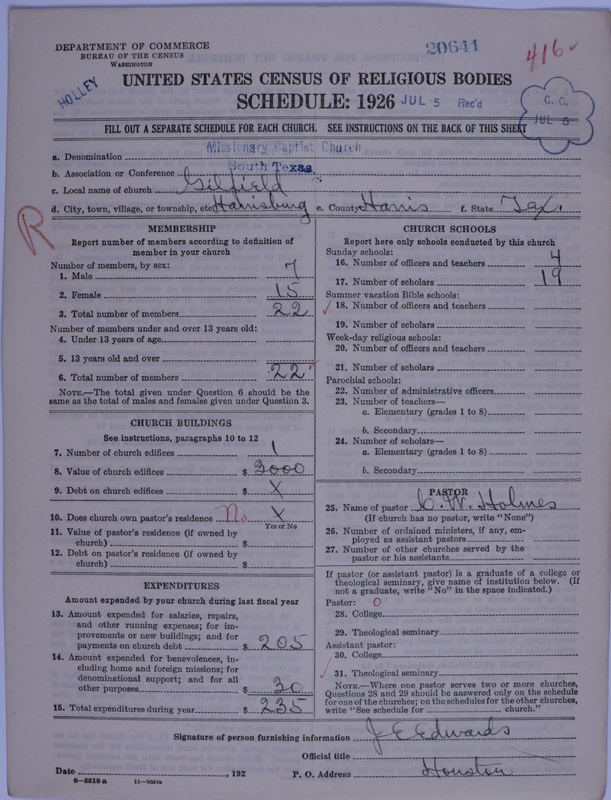 DEPARTMENT OF COMMERCE
BUREAU OF THE CENSUS
WASHINGTON
20641
416
HOLLEY
UNITED STATES CENSUS OF RELIGIOUS BODIES
SCHEDULE: 1926
JUL 5 Rec'd
C. C.
JUL 5
FILL OUT A SEPARATE SCHEDULE FOR EACH CHURCH. SEE INSTRUCTIONS ON THE BACK OF THIS SHEET
Missionary Baptist Church
a. Denomination
South Texas
b. Association or Conference
c. Local name of church Gilfield
d. City, town, village, or township, etc. Harrisburg e. County Harris f. State Tex.
R
MEMBERSHIP
Report number of members according to definition of
member in your church
Number of members, by sex:
1. Male 7
2. Female 15
3. Total number of members 22
Number of members under and over 13 years old:
4. Under 13 years of age
5. 13 years old and over
6. Total number of members 22
NOTE.—The total given under Question 6 should be the
same as the total of males and females given under Question 3.
CHURCH BUILDINGS
See instructions, paragraphs 10 to 12
7. Number of church edifices 1
8. Value of church edifices $ 3000
9. Debt on church edifices $ X
10. Does church own pastor's residence No X
Yes or No
11. Value of pastor's residence (if owned by
church) $
12. Debt on pastor's residence (if owned by
church) $
EXPENDITURES
Amount expended by your church during last fiscal year
13. Amount expended for salaries, repairs,
and other running expenses; for im-
provements or new buildings; and for
payments on church debt $ 205
14. Amount expended for benevolences, in-
cluding home and foreign missions; for
denominational support; and for all
other purposes $ 30
15. Total expenditures during year $ 235
CHURCH SCHOOLS
Report here only schools conducted by this church
Sunday schools:
16. Number of officers and teachers 4
17. Number of scholars 19
Summer vacation Bible schools:
18. Number of officers and teachers
19. Number of scholars
Week-day religious schools:
20. Number of officers and teachers
21. Number of scholars
Parochial schools:
22. Number of administrative officers
23. Number of teachers—
a. Elementary (grades 1 to 8)
b. Secondary
24. Number of scholars—
a. Elementary (grades 1 to 8)
b. Secondary
PASTOR
25. Name of pastor C. W. Holmes
(If church has no pastor, write "None")
26. Number of ordained ministers, if any, em-
ployed as assistant pastors
27. Number of other churches served by the
pastor or his assistants
If pastor (or assistant pastor) is a graduate of a college or
theological seminary, give name of institution below. (If
not a graduate, write "No" in the space indicated.)
Pastor: 0
28. College
29. Theological seminary
Assistant pastor:
30. College
31. Theological seminary
NOTE.—Where one pastor serves two or more churches,
Questions 28 and 29 should be answered only on the schedule
for one of the churches; on the schedules for the other churches,
write "See schedule for church."
Signature of person furnishing information J E Edwards
Official title
Date , 192 P. O. Address Houston
8—5518 a 11—9054a